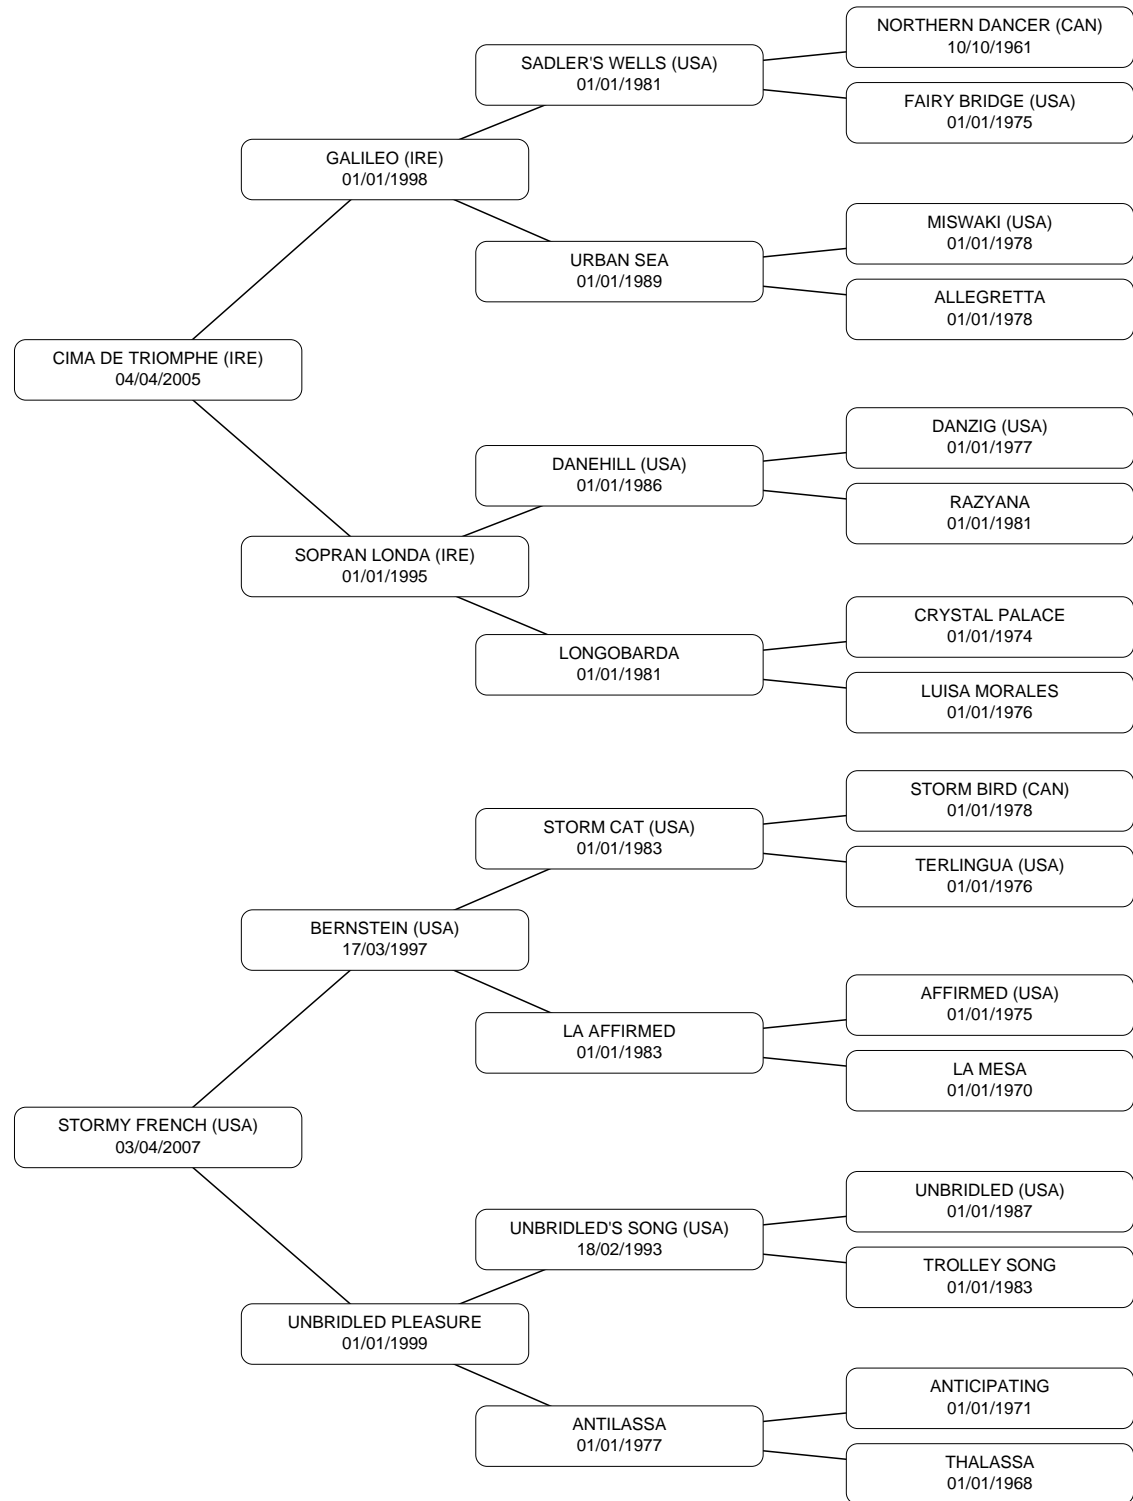 NORTHERN DANCER (CAN)
10/10/1961
SADLER'S WELLS (USA)
01/01/1981
FAIRY BRIDGE (USA)
01/01/1975
GALILEO (IRE)
01/01/1998
MISWAKI (USA)
01/01/1978
URBAN SEA
01/01/1989
ALLEGRETTA
01/01/1978
CIMA DE TRIOMPHE (IRE)
04/04/2005
DANZIG (USA)
01/01/1977
DANEHILL (USA)
01/01/1986
RAZYANA
01/01/1981
SOPRAN LONDA (IRE)
01/01/1995
CRYSTAL PALACE
01/01/1974
LONGOBARDA
01/01/1981
LUISA MORALES
01/01/1976
STORM BIRD (CAN)
01/01/1978
STORM CAT (USA)
01/01/1983
TERLINGUA (USA)
01/01/1976
BERNSTEIN (USA)
17/03/1997
AFFIRMED (USA)
01/01/1975
LA AFFIRMED
01/01/1983
LA MESA
01/01/1970
STORMY FRENCH (USA)
03/04/2007
UNBRIDLED (USA)
01/01/1987
UNBRIDLED'S SONG (USA)
18/02/1993
TROLLEY SONG
01/01/1983
UNBRIDLED PLEASURE
01/01/1999
ANTICIPATING
01/01/1971
ANTILASSA
01/01/1977
THALASSA
01/01/1968